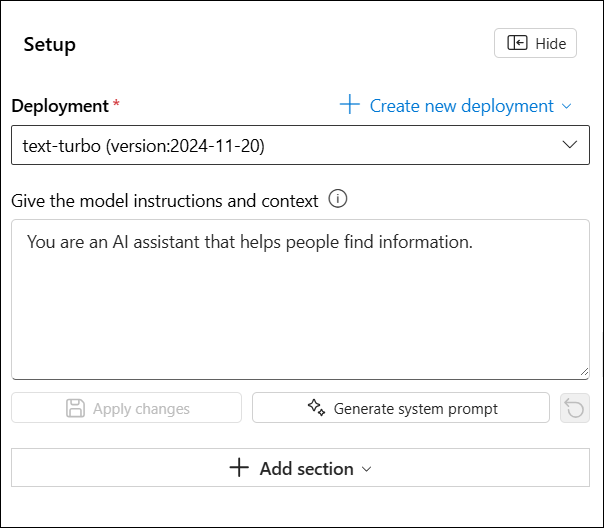 Setup
Hide
Deployment *
Create new deployment
text-turbo (version:2024-11-20)
Give the model instructions and context
You are an AI assistant that helps people find information.
Apply changes
Generate system prompt
Add section